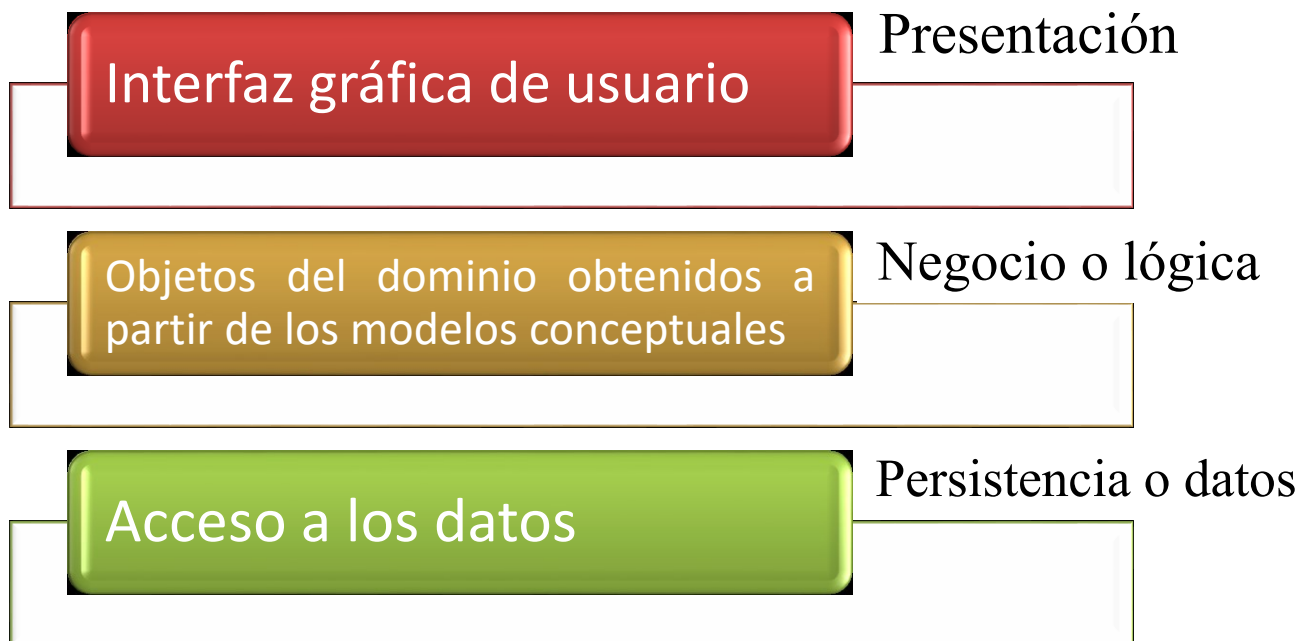 Presentación
Interfaz gráfica de usuario
Negocio o lógica
Objetos del dominio obtenidos a
partir de los modelos conceptuales
Persistencia o datos
Acceso a los datos